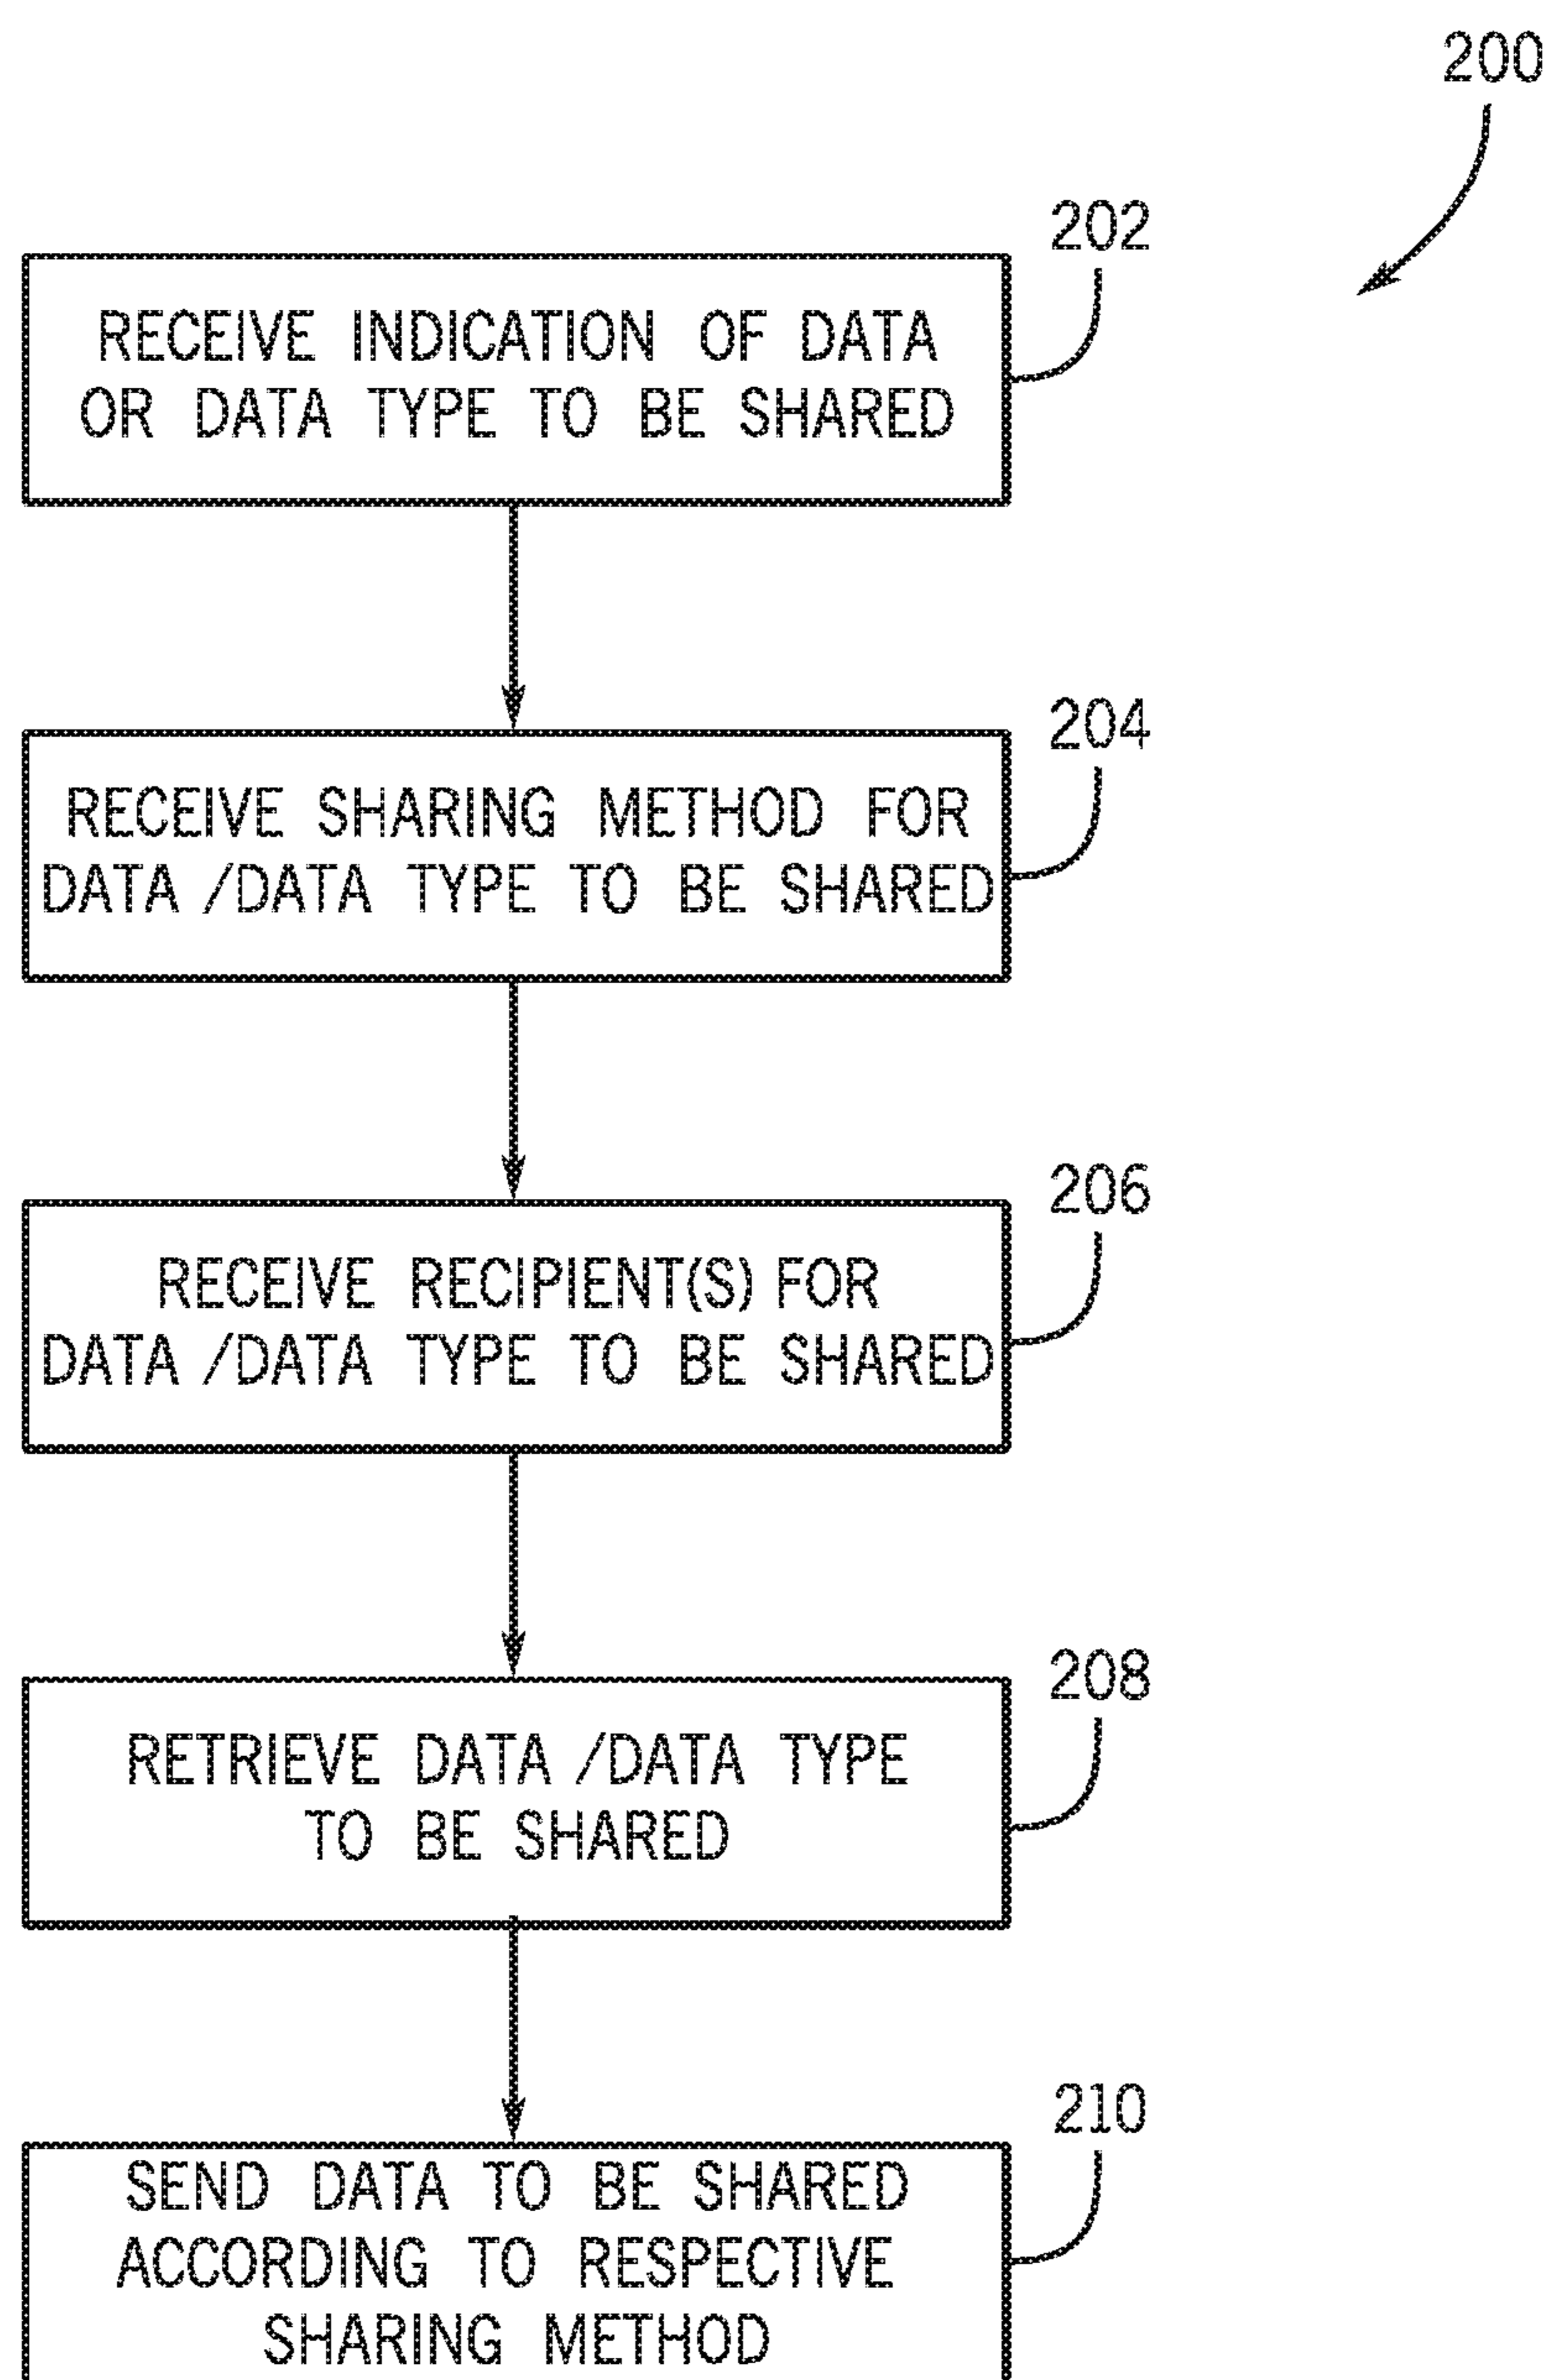 200
202
RECEIVE INDICATION OF DATA
OR DATA TYPE TO BE SHARED
204
RECEIVE SHARING METHOD FOR
DATA /DATA TYPE TO BE SHARED
206
RECEIVE RECIPIENT(S) FOR
DATA /DATA TYPE TO BE SHARED
208
RETRIEVE DATA /DATA TYPE
TO BE SHARED
210
SEND DATA TO BE SHARED
ACCORDING TO RESPECTIVE
SHARING METHOD